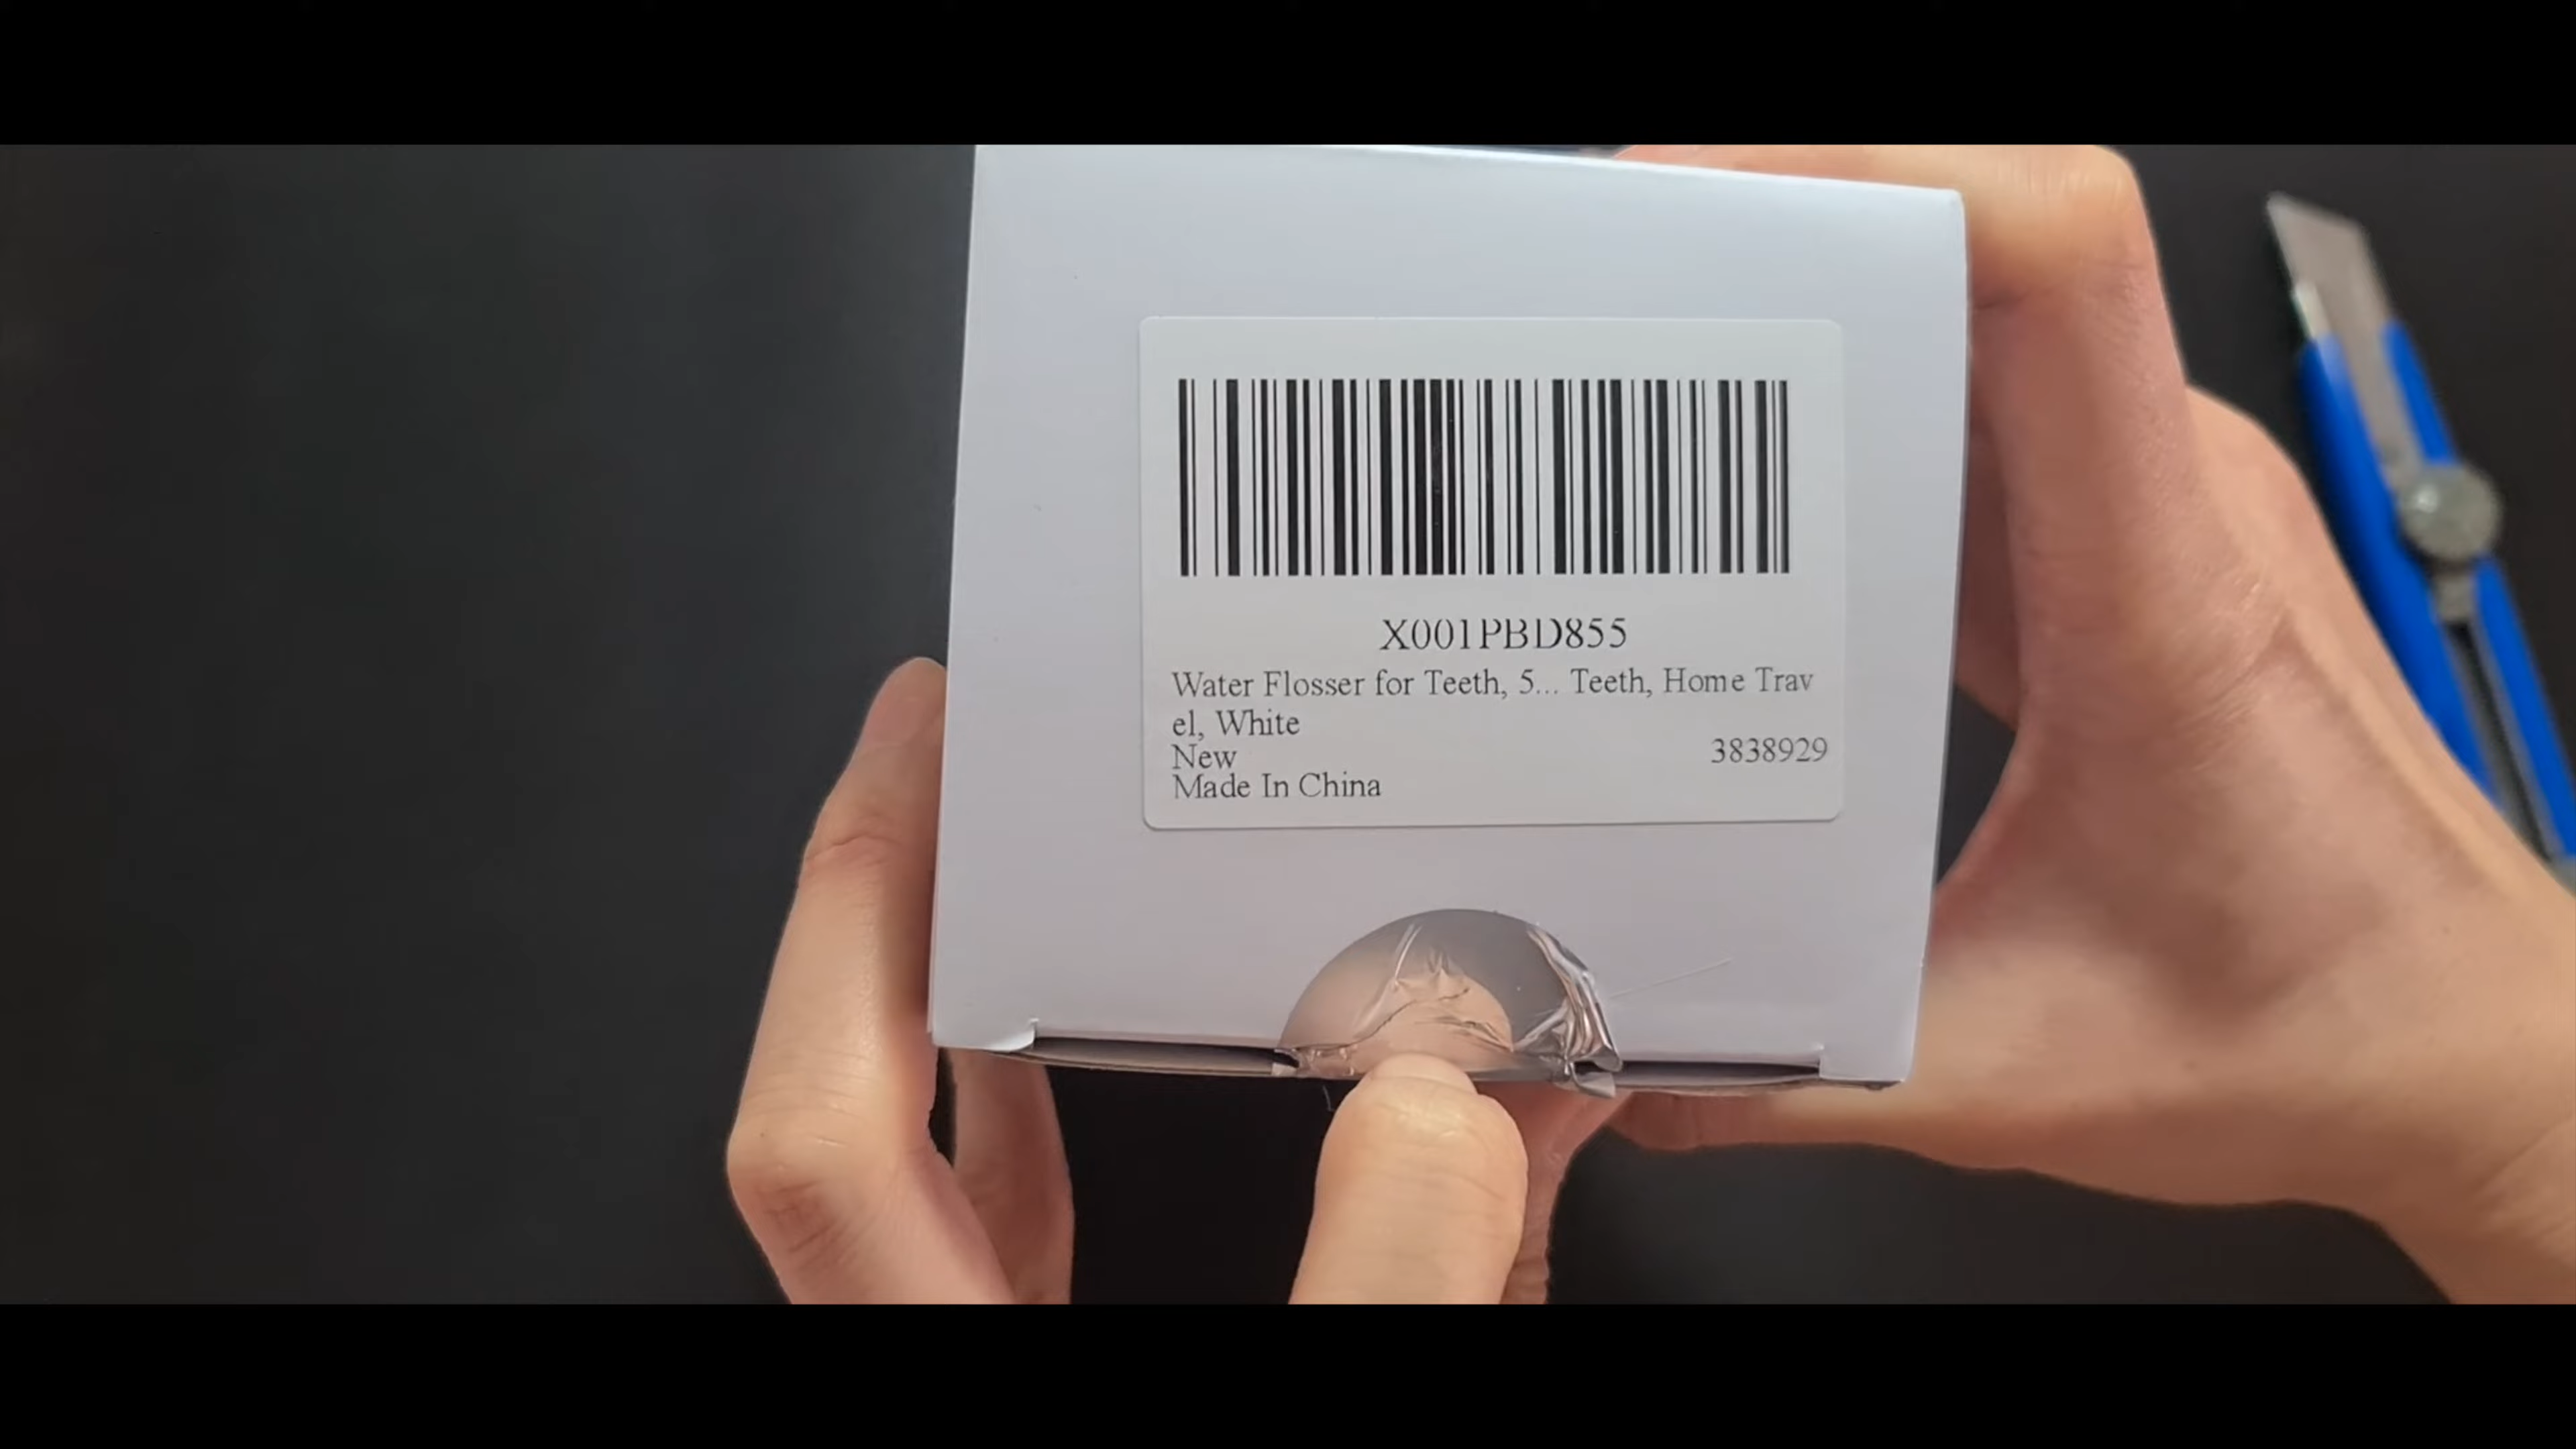 X001PBD855
Water Flosser for Teeth, 5... Teeth, Home Trav
el, White
New
3838929
Made In China